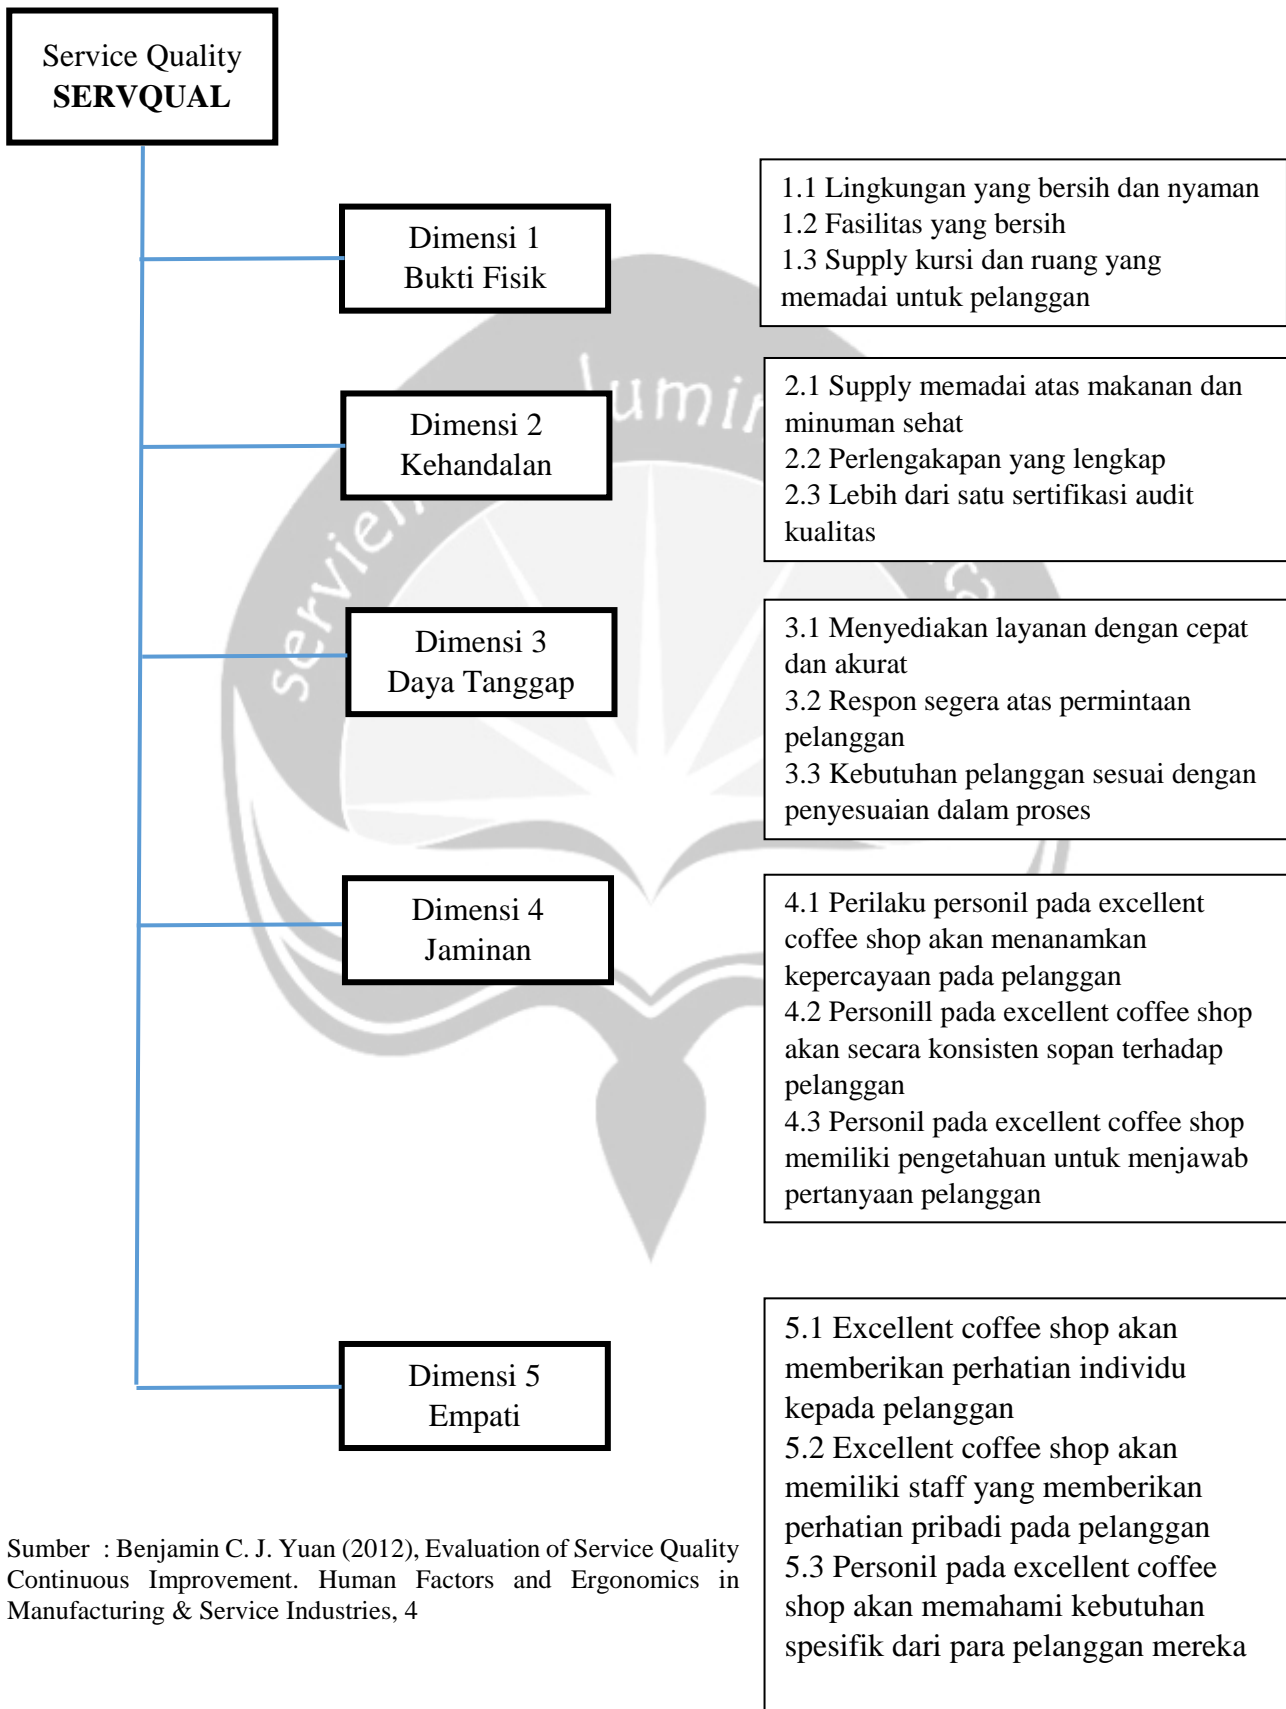 Service Quality
SERVQUAL
Dimensi 1
Bukti Fisik
1.1 Lingkungan yang bersih dan nyaman
1.2 Fasilitas yang bersih
1.3 Supply kursi dan ruang yang
memadai untuk pelanggan
Dimensi 2
Kehandalan
2.1 Supply memadai atas makanan dan
minuman sehat
2.2 Perlengakapan yang lengkap
2.3 Lebih dari satu sertifikasi audit
kualitas
Dimensi 3
Daya Tanggap
3.1 Menyediakan layanan dengan cepat
dan akurat
3.2 Respon segera atas permintaan
pelanggan
3.3 Kebutuhan pelanggan sesuai dengan
penyesuaian dalam proses
Dimensi 4
Jaminan
4.1 Perilaku personil pada excellent
coffee shop akan menanamkan
kepercayaan pada pelanggan
4.2 Personill pada excellent coffee shop
akan secara konsisten sopan terhadap
pelanggan
4.3 Personil pada excellent coffee shop
memiliki pengetahuan untuk menjawab
pertanyaan pelanggan
Dimensi 5
Empati
5.1 Excellent coffee shop akan
memberikan perhatian individu
kepada pelanggan
5.2 Excellent coffee shop akan
memiliki staff yang memberikan
perhatian pribadi pada pelanggan
5.3 Personil pada excellent coffee
shop akan memahami kebutuhan
spesifik dari para pelanggan mereka
Sumber : Benjamin C. J. Yuan (2012), Evaluation of Service Quality
Continuous Improvement. Human Factors and Ergonomics in
Manufacturing & Service Industries, 4